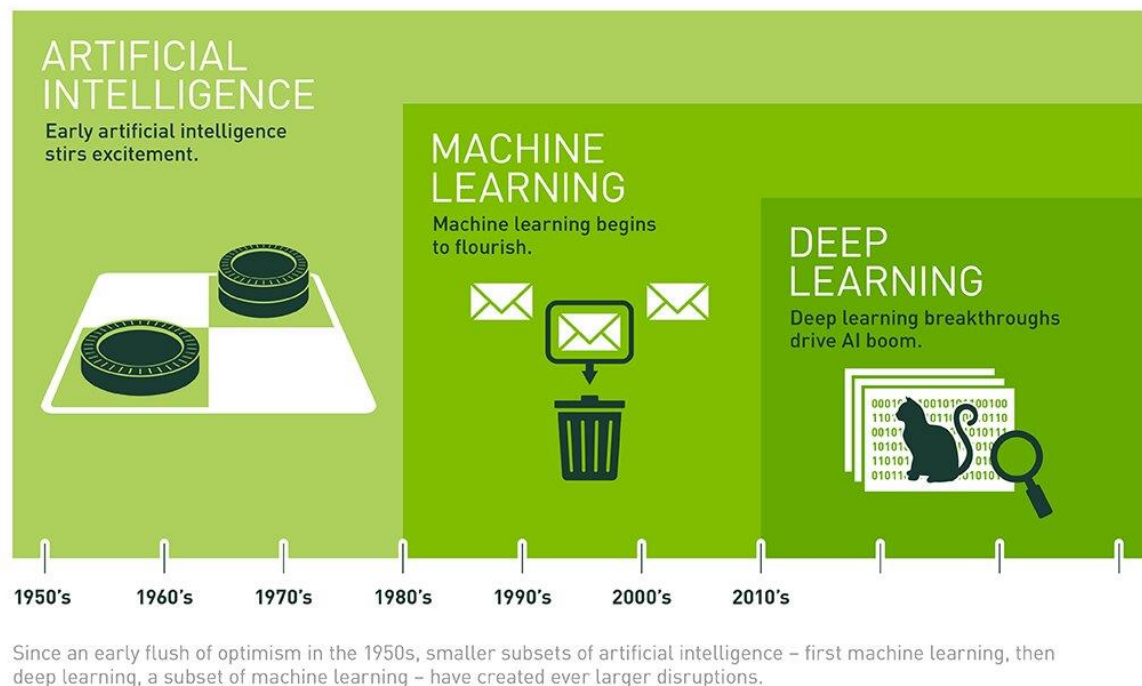 ARTIFICIAL
INTELLIGENCE
Early artificial intelligence
stirs excitement.
MACHINE
LEARNING
Machine learning begins
to flourish.
DEEP
LEARNING
Deep learning breakthroughs
drive AI boom.
1950's 1960's 1970's 1980's 1990's 2000's 2010's
Since an early flush of optimism in the 1950s, smaller subsets of artificial intelligence – first machine learning, then
deep learning, a subset of machine learning – have created ever larger disruptions.